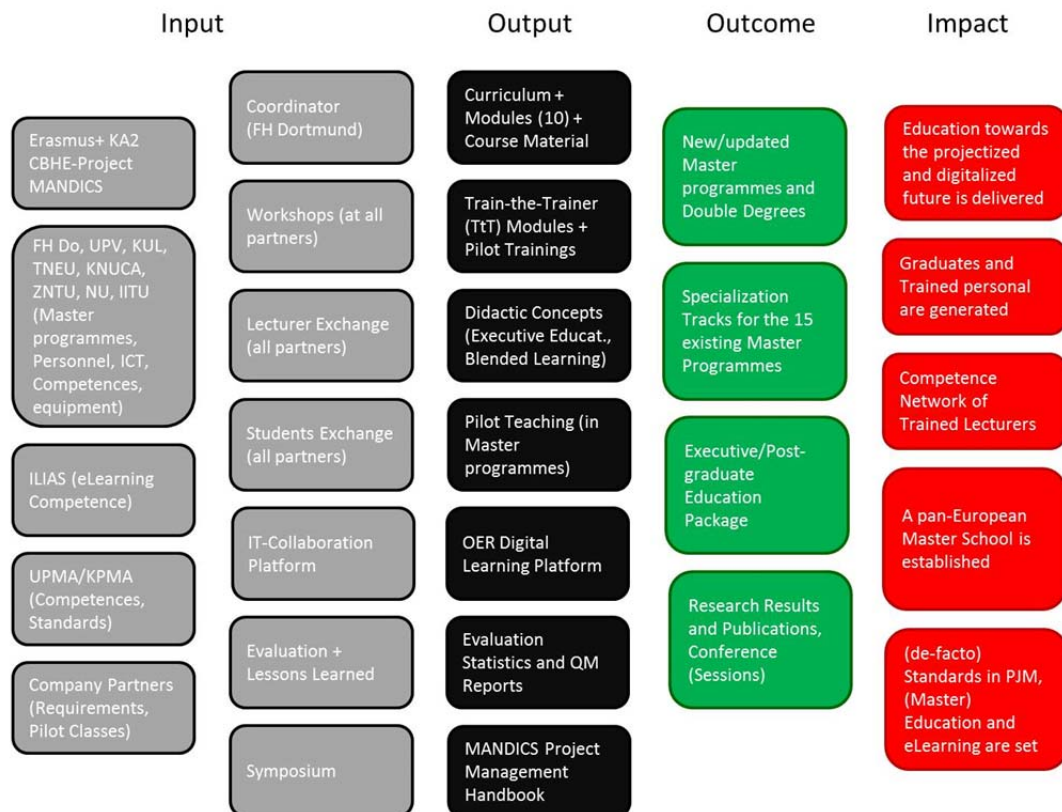 Input
Output
Outcome
Impact
Erasmus+ KA2
CBHE-Project
MANDICS
FH Do, UPV, KUL,
TNEU, KNUCA,
ZNTU, NU, IITU
(Master
programmes,
Personnel, ICT,
Competences,
equipment)
ILIAS (eLearning
Competence)
UPMA/KPMA
(Competences,
Standards)
Company Partners
(Requirements,
Pilot Classes)
Coordinator
(FH Dortmund)
Workshops (at all
partners)
Lecturer Exchange
(all partners)
Students Exchange
(all partners)
IT-Collaboration
Platform
Evaluation +
Lessons Learned
Symposium
Curriculum +
Modules (10) +
Course Material
Train-the-Trainer
(TtT) Modules +
Pilot Trainings
Didactic Concepts
(Executive Educat.,
Blended Learning)
Pilot Teaching (in
Master
programmes)
OER Digital
Learning Platform
Evaluation
Statistics and QM
Reports
MANDICS Project
Management
Handbook
New/updated
Master
programmes and
Double Degrees
Specialization
Tracks for the 15
existing Master
Programmes
Executive/Post-
graduate
Education
Package
Research Results
and Publications,
Conference
(Sessions)
Education towards
the projectized
and digitalized
future is delivered
Graduates and
Trained personal
are generated
Competence
Network of
Trained Lecturers
A pan-European
Master School is
established
(de-facto)
Standards in PJM,
(Master)
Education and
eLearning are set